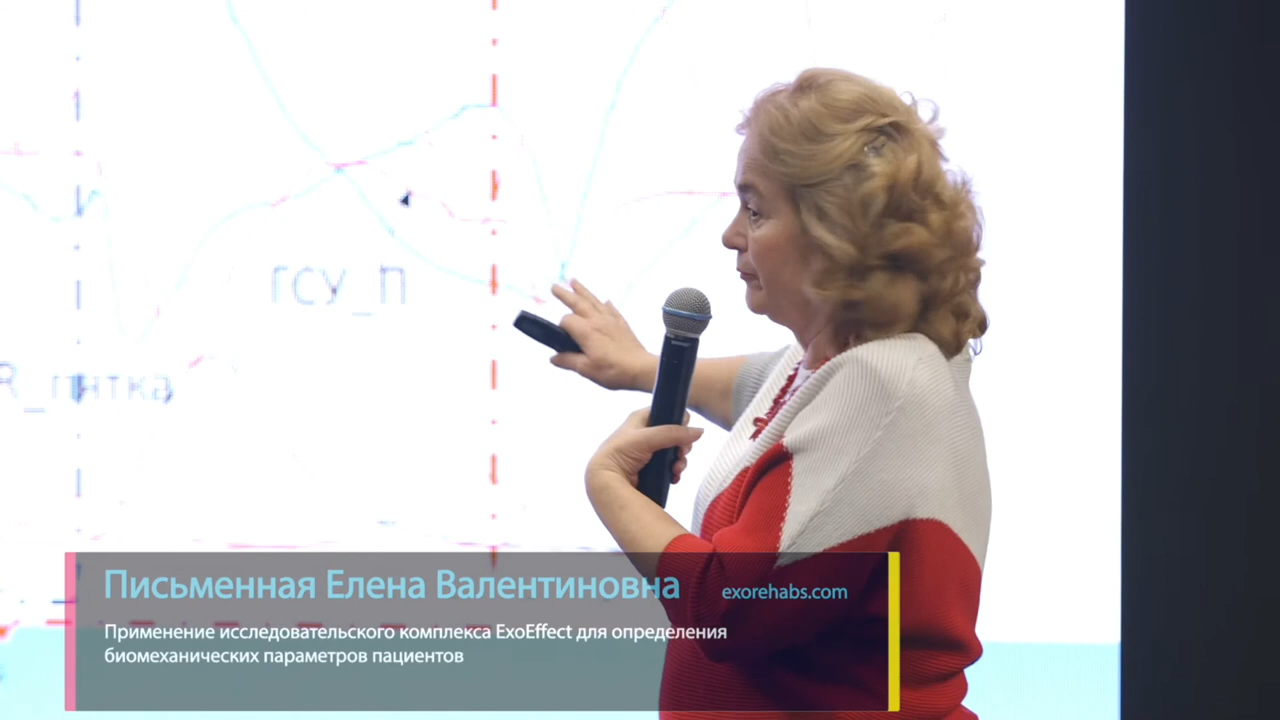 ГСУ_П
R_пятка
Письменная Елена Валентиновна
exorehabs.com
Применение исследовательского комплекса ExoEffect для определения
биомеханических параметров пациентов